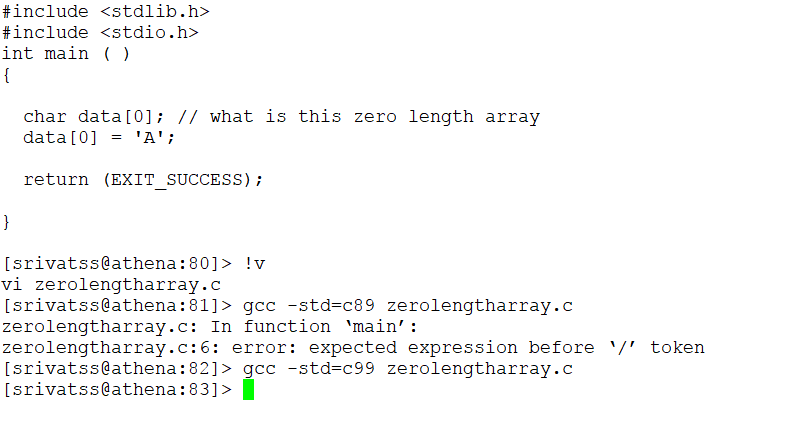 #include <stdlib.h>
#include <stdio.h>
int main ( )
{
  char data[0]; // what is this zero length array
  data[0] = 'A';
  return (EXIT_SUCCESS);
}
[srivatss@athena:80]> !v
vi zerolengtharray.c
[srivatss@athena:81]> gcc -std=c89 zerolengtharray.c
zerolengtharray.c: In function ‘main’:
zerolengtharray.c:6: error: expected expression before ‘/’ token
[srivatss@athena:82]> gcc -std=c99 zerolengtharray.c
[srivatss@athena:83]>